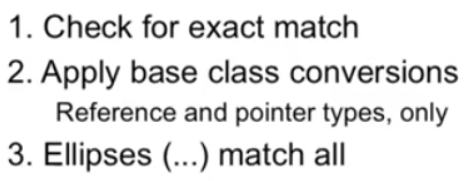 1. Check for exact match
2. Apply base class conversions
Reference and pointer types, only
3. Ellipses (...) match all